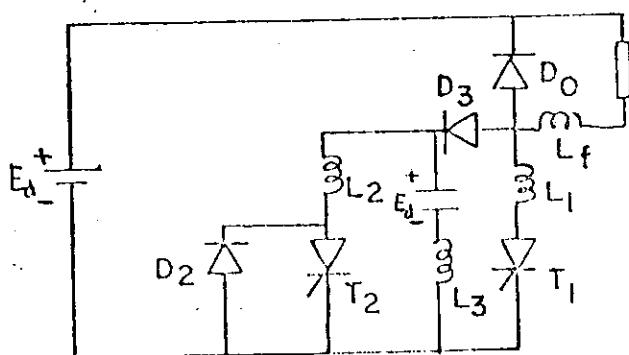 D0
D3
Lf
+
Ed
-
+
Ed
-
L2
L1
D2
T2
L3
T1